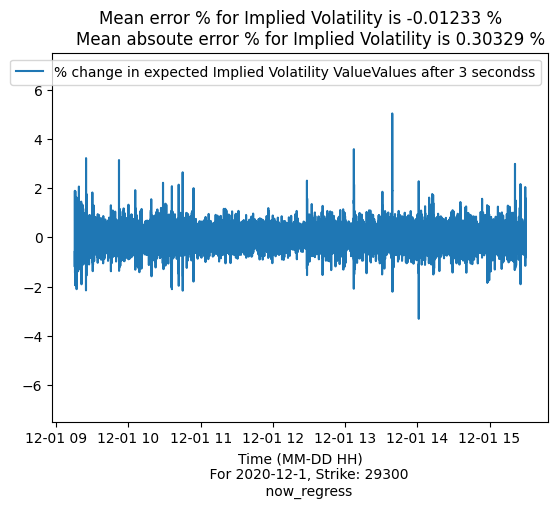 Mean error % for Implied Volatility is -0.01233 %
Mean absoute error % for Implied Volatility is 0.30329 %
% change in expected Implied Volatility ValueValues after 3 secondss
6
4
2
0
−2
−4
−6
12-01 09 12-01 10 12-01 11 12-01 12 12-01 13 12-01 14 12-01 15
Time (MM-DD HH)
For 2020-12-1, Strike: 29300
now_regress